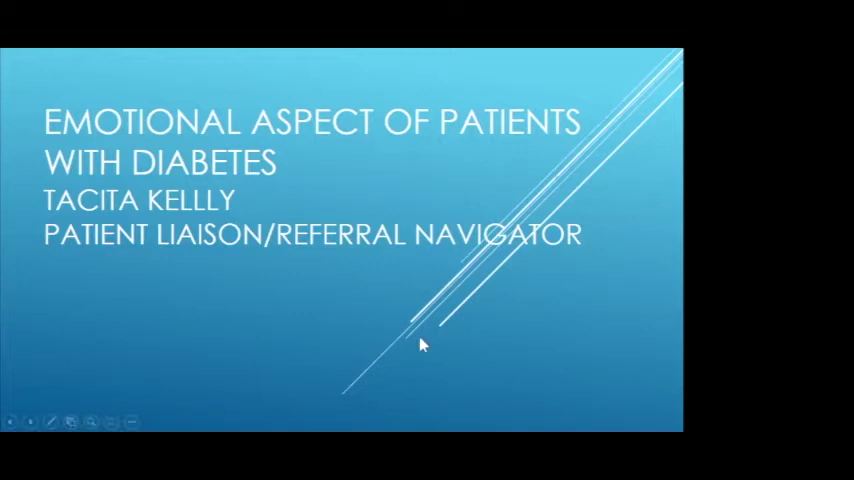 EMOTIONAL ASPECT OF PATIENTS
WITH DIABETES
TACITA KELLLY
PATIENT LIAISON/REFERRAL NAVIGATOR